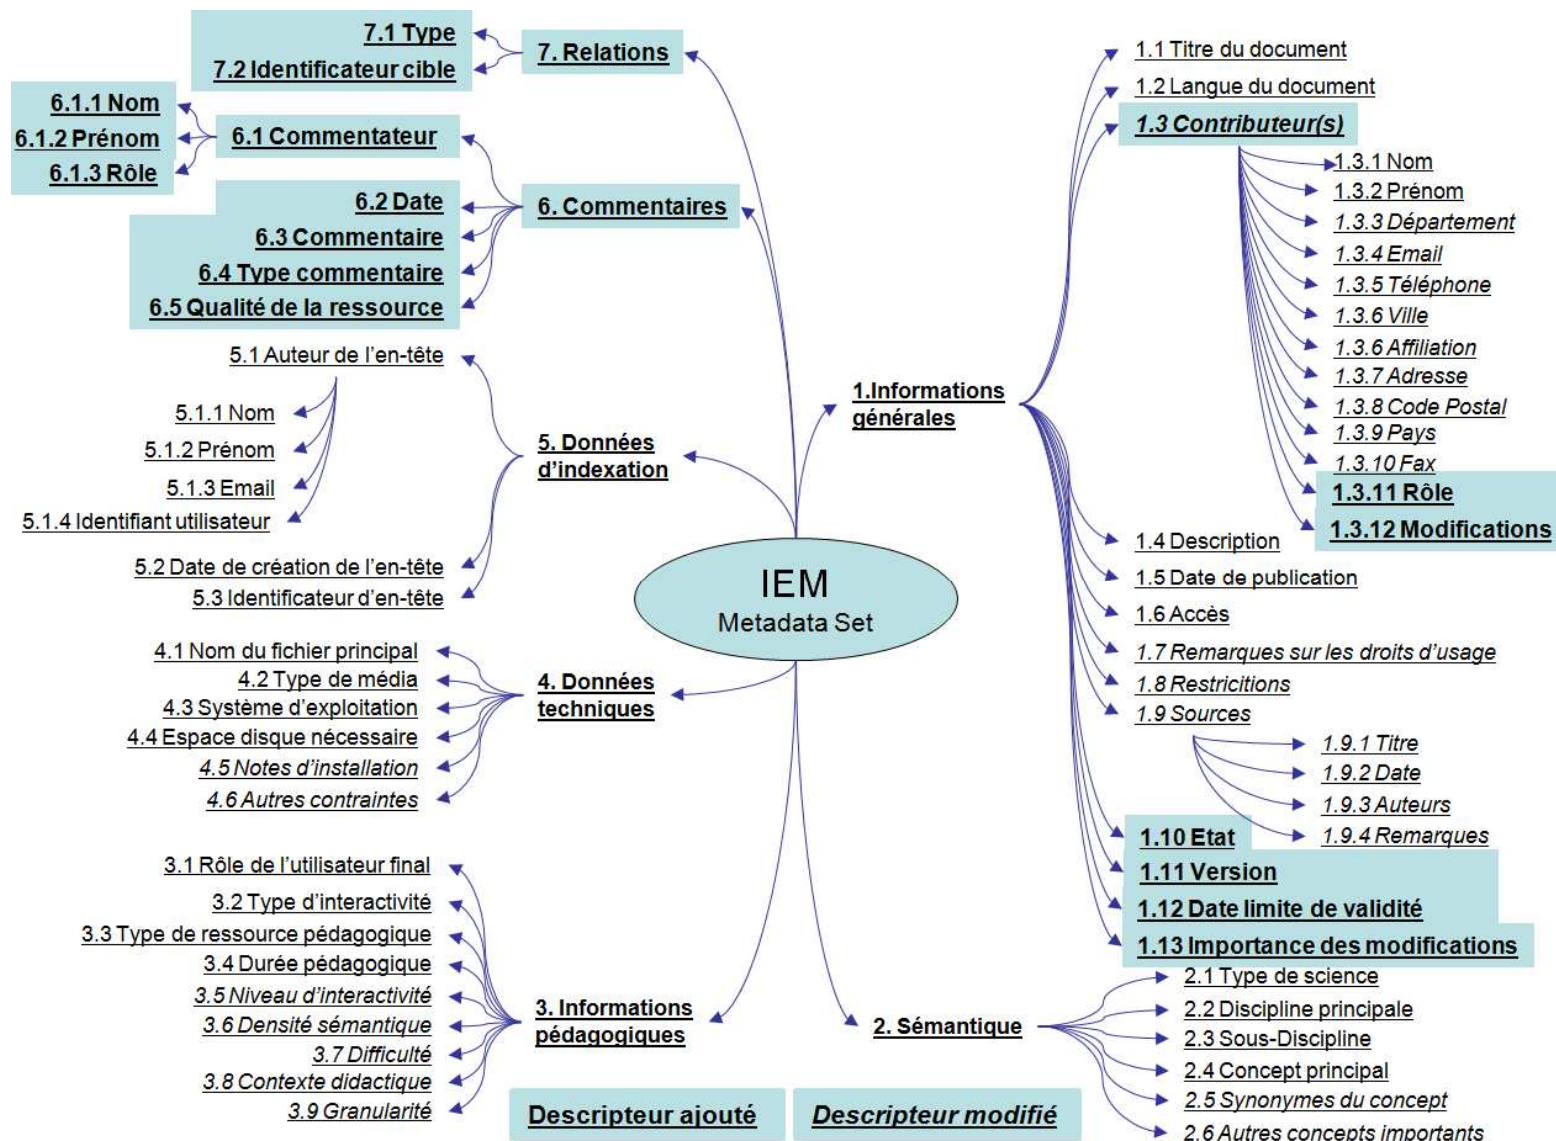 IEM
Metadata Set
1.Informations
générales
1.1 Titre du document
1.2 Langue du document
1.3 Contributeur(s)
1.3.1 Nom
1.3.2 Prénom
1.3.3 Département
1.3.4 Email
1.3.5 Téléphone
1.3.6 Ville
1.3.6 Affiliation
1.3.7 Adresse
1.3.8 Code Postal
1.3.9 Pays
1.3.10 Fax
1.3.11 Rôle
1.3.12 Modifications
1.4 Description
1.5 Date de publication
1.6 Accès
1.7 Remarques sur les droits d'usage
1.8 Restricitions
1.9 Sources
1.9.1 Titre
1.9.2 Date
1.9.3 Auteurs
1.9.4 Remarques
1.10 Etat
1.11 Version
1.12 Date limite de validité
1.13 Importance des modifications
2. Sémantique
2.1 Type de science
2.2 Discipline principale
2.3 Sous-Discipline
2.4 Concept principal
2.5 Synonymes du concept
2.6 Autres concepts importants
3. Informations
pédagogiques
3.1 Rôle de l'utilisateur final
3.2 Type d'interactivité
3.3 Type de ressource pédagogique
3.4 Durée pédagogique
3.5 Niveau d'interactivité
3.6 Densité sémantique
3.7 Difficulté
3.8 Contexte didactique
3.9 Granularité
4. Données
techniques
4.1 Nom du fichier principal
4.2 Type de média
4.3 Système d'exploitation
4.4 Espace disque nécessaire
4.5 Notes d'installation
4.6 Autres contraintes
5. Données
d'indexation
5.1 Auteur de l'en-tête
5.1.1 Nom
5.1.2 Prénom
5.1.3 Email
5.1.4 Identifiant utilisateur
5.2 Date de création de l'en-tête
5.3 Identificateur d'en-tête
6. Commentaires
6.1 Commentateur
6.1.1 Nom
6.1.2 Prénom
6.1.3 Rôle
6.2 Date
6.3 Commentaire
6.4 Type commentaire
6.5 Qualité de la ressource
7. Relations
7.1 Type
7.2 Identificateur cible
Descripteur ajouté
Descripteur modifié